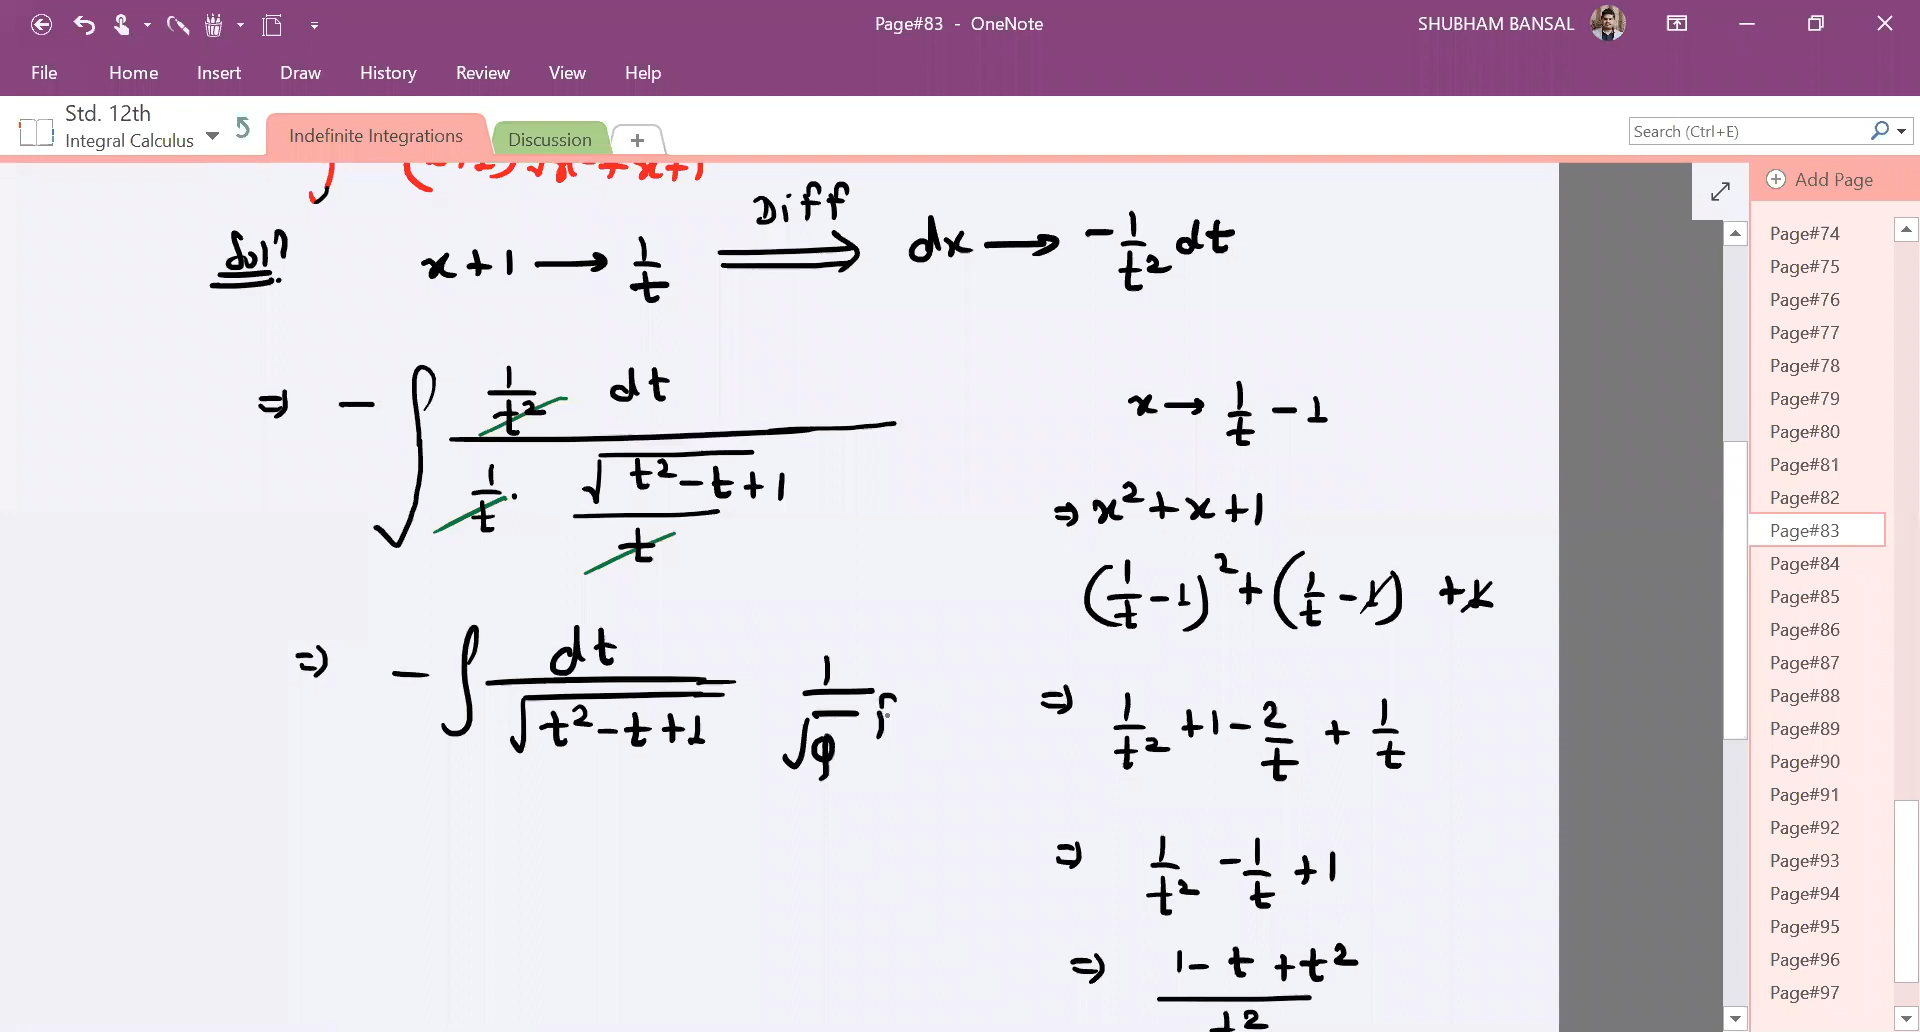 Page#83 - OneNote
SHUBHAM BANSAL
File Home Insert Draw History Review View Help
Std. 12th
Integral Calculus
Indefinite Integrations
Discussion
+
Search (Ctrl+E)
Add Page
Page#74
Page#75
Page#76
Page#77
Page#78
Page#79
Page#80
Page#81
Page#82
Page#83
Page#84
Page#85
Page#86
Page#87
Page#88
Page#89
Page#90
Page#91
Page#92
Page#93
Page#94
Page#95
Page#96
Page#97
Solⁿ x + 1 → 1/t Diff ⟹ dx → -1/t² dt
⇒ - ∫ (1/t² dt) / (1/t · √(t² - t + 1)/t)
⇒ - ∫ dt / √(t² - t + 1) 1/√φ
x → 1/t - 1
⇒ x² + x + 1
(1/t - 1)² + (1/t - 1) + 1
⇒ 1/t² + 1 - 2/t + 1/t
⇒ 1/t² - 1/t + 1
⇒ (1 - t + t²) / t²